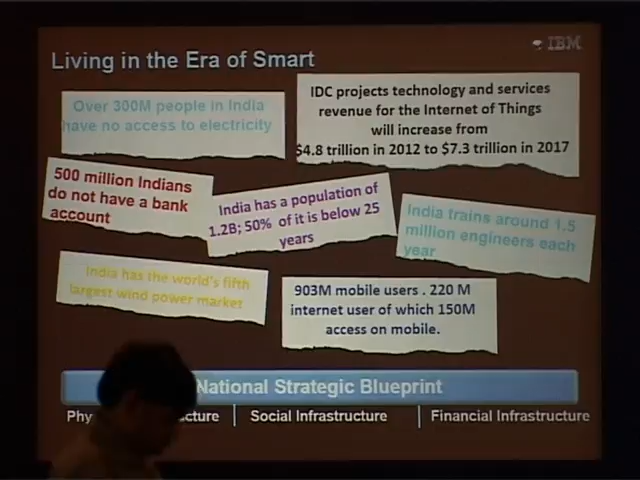 Living in the Era of Smart
IBM
Over 300M people in India
have no access to electricity
IDC projects technology and services
revenue for the Internet of Things
will increase from
$4.8 trillion in 2012 to $7.3 trillion in 2017
500 million Indians
do not have a bank
account
India has a population of
1.2B; 50% of it is below 25
years
India trains around 1.5
million engineers each
year
India has the world's fifth
largest wind power market
903M mobile users . 220 M
internet user of which 150M
access on mobile.
National Strategic Blueprint
Social Infrastructure
Financial Infrastructure